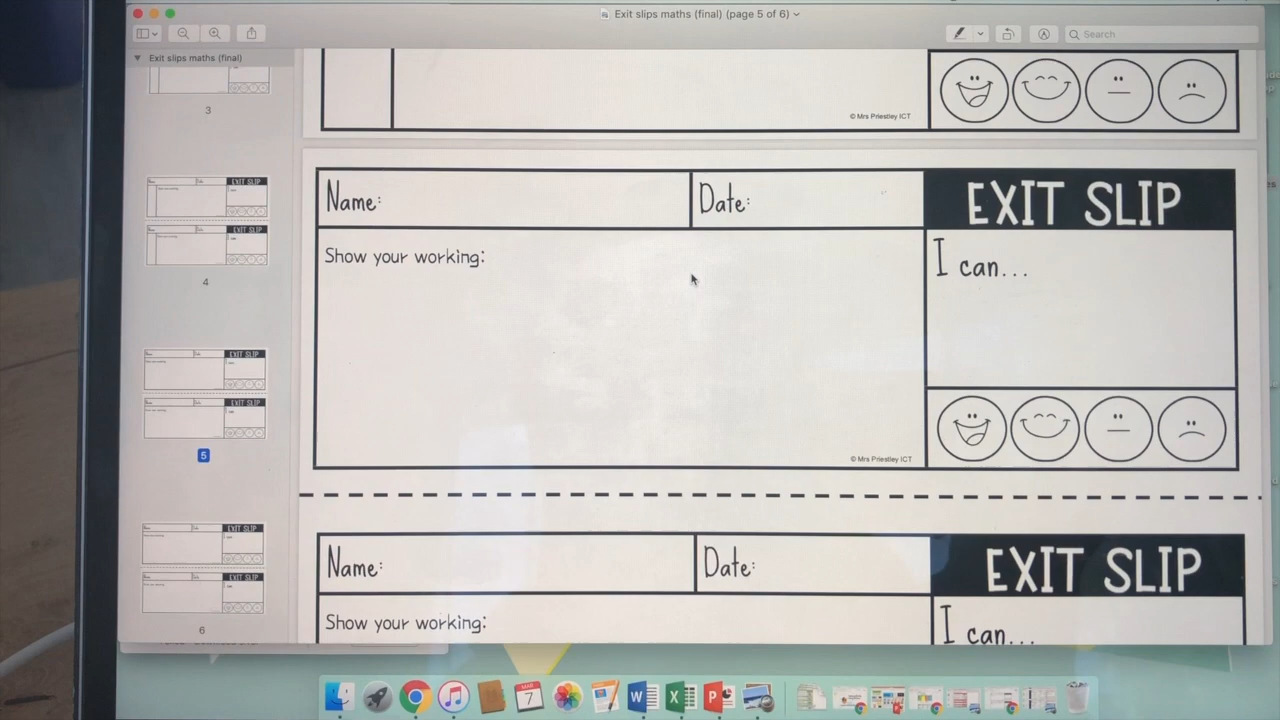 Exit slips maths (final) (page 5 of 6)
Search
Exit slips maths (final)
3
4
5
6
© Mrs Priestley ICT
Name:
Date:
EXIT SLIP
Show your working:
I can...
© Mrs Priestley ICT
Name:
Date:
EXIT SLIP
Show your working:
I can...
MAR
7
W
X
P